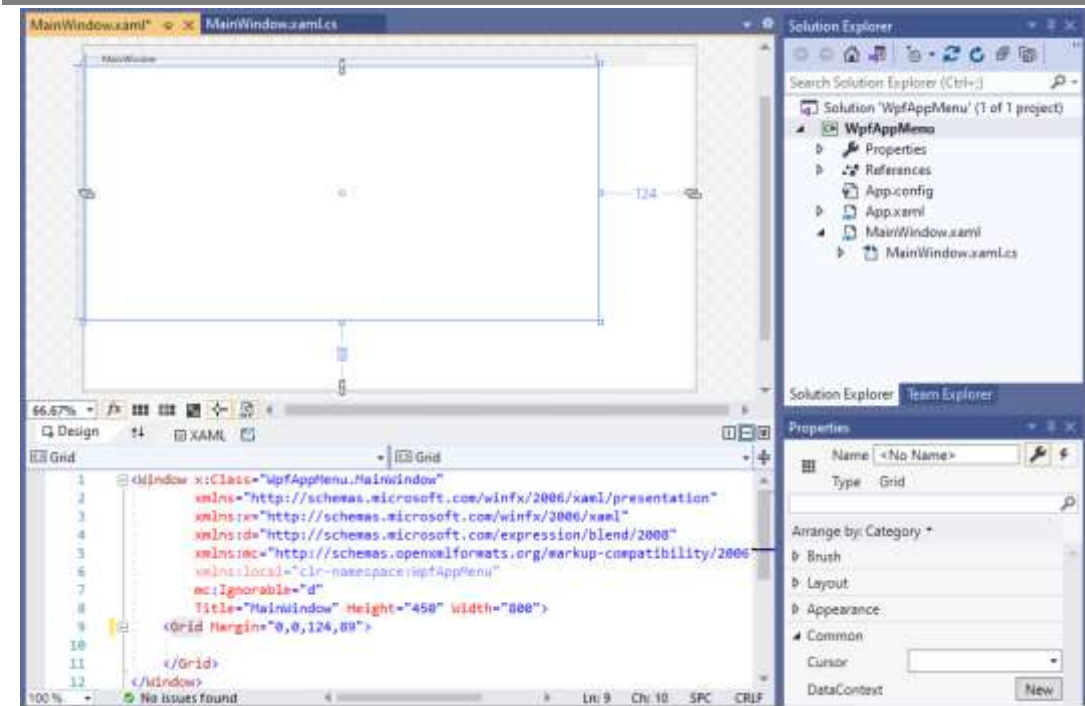 MainWindow.xaml* MainWindow.xaml.cs
MainWindow
124
66.67%
Design XAML
Grid Grid
1 <Window x:Class="WpfAppMenu.MainWindow"
2 xmlns="http://schemas.microsoft.com/winfx/2006/xaml/presentation"
3 xmlns:x="http://schemas.microsoft.com/winfx/2006/xaml"
4 xmlns:d="http://schemas.microsoft.com/expression/blend/2008"
5 xmlns:mc="http://schemas.openxmlformats.org/markup-compatibility/2006
6 xmlns:local="clr-namespace:WpfAppMenu"
7 mc:Ignorable="d"
8 Title="MainWindow" Height="450" Width="800">
9 <Grid Margin="0,0,124,89">
10
11 </Grid>
12 </Window>
100 % No issues found Ln: 9 Ch: 10 SPC CRLF
Solution Explorer
Search Solution Explorer (Ctrl+;)
Solution 'WpfAppMenu' (1 of 1 project)
WpfAppMenu
Properties
References
App.config
App.xaml
MainWindow.xaml
MainWindow.xaml.cs
Solution Explorer Team Explorer
Properties
Name <No Name>
Type Grid
Arrange by: Category
Brush
Layout
Appearance
Common
Cursor
DataContext New